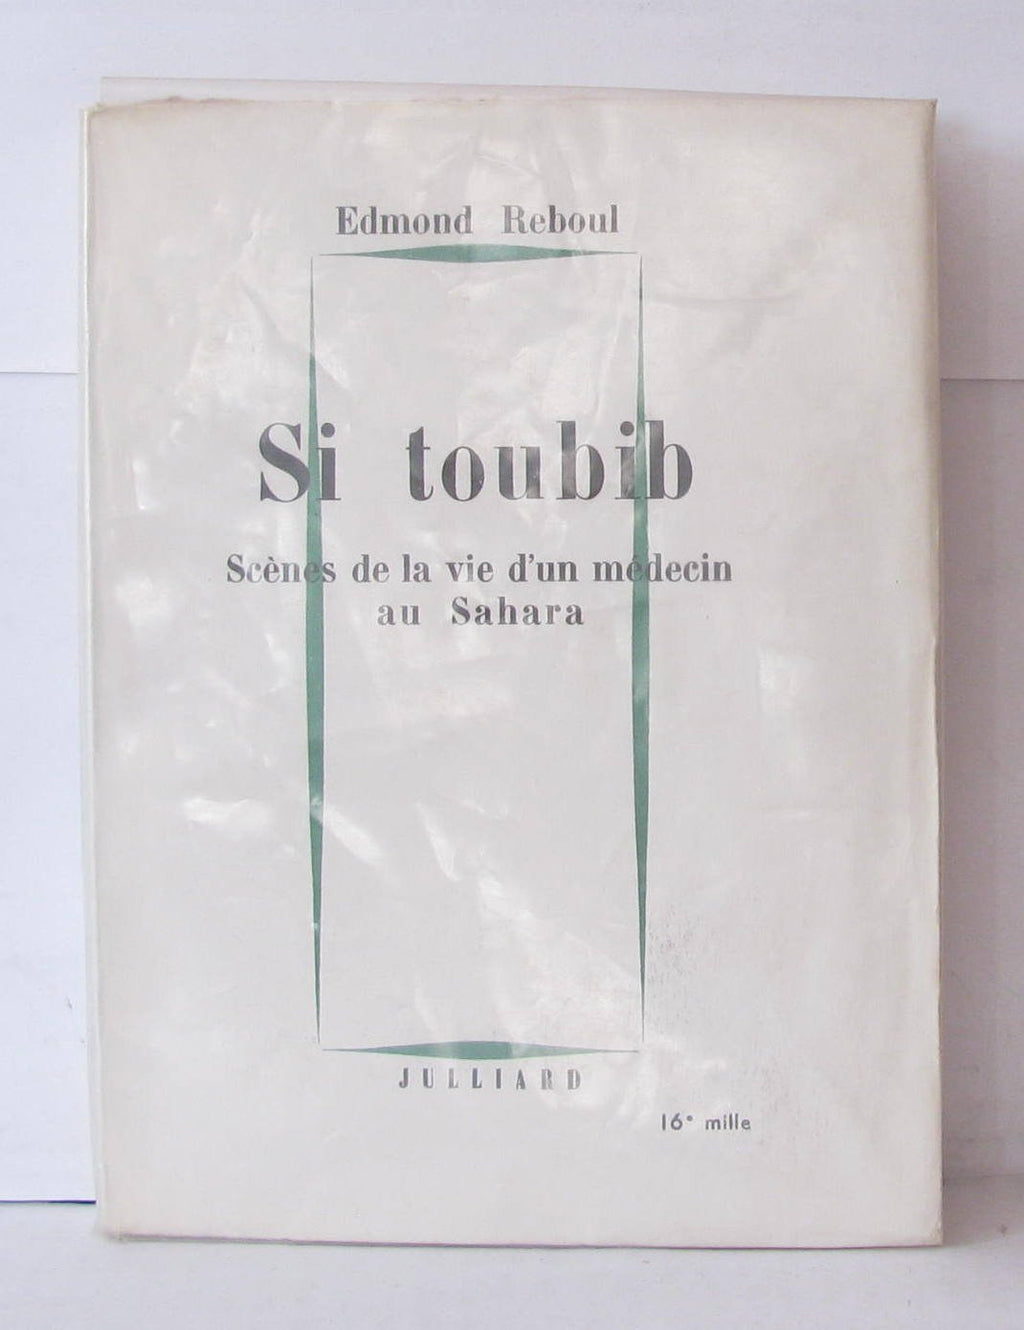 Edmond Reboul
Si toubib
Scènes de la vie d'un médecin
au Sahara
JULLIARD
16e mille